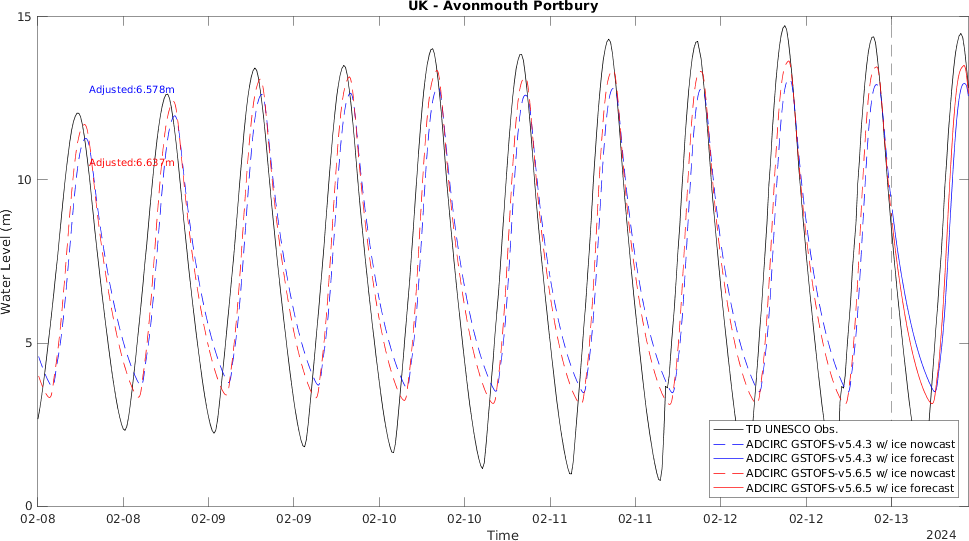 UK - Avonmouth Portbury
15
Adjusted:6.578m
Adjusted:6.637m
10
Water Level (m)
5
TD UNESCO Obs.
ADCIRC GSTOFS-v5.4.3 w/ ice nowcast
ADCIRC GSTOFS-v5.4.3 w/ ice forecast
ADCIRC GSTOFS-v5.6.5 w/ ice nowcast
ADCIRC GSTOFS-v5.6.5 w/ ice forecast
0
02-08 02-08 02-09 02-09 02-10 02-10 02-11 02-11 02-12 02-12 02-13
Time
2024